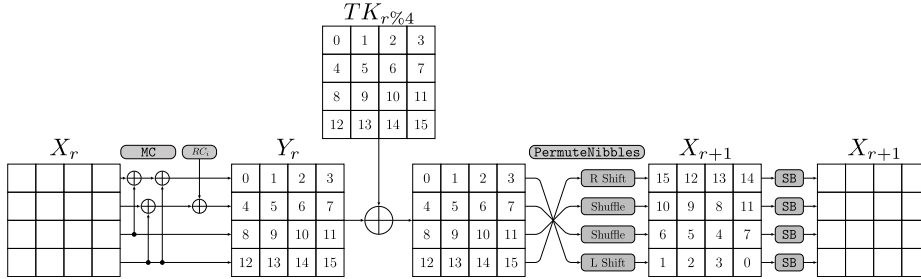 TK_{r%4}
0 1 2 3
4 5 6 7
8 9 10 11
12 13 14 15
X_r MC RC_i Y_r PermuteNibbles X_{r+1} X_{r+1}
0 1 2 3 0 1 2 3 R Shift 15 12 13 14 SB
4 5 6 7 4 5 6 7 Shuffle 10 9 8 11 SB
8 9 10 11 8 9 10 11 Shuffle 6 5 4 7 SB
12 13 14 15 12 13 14 15 L Shift 1 2 3 0 SB